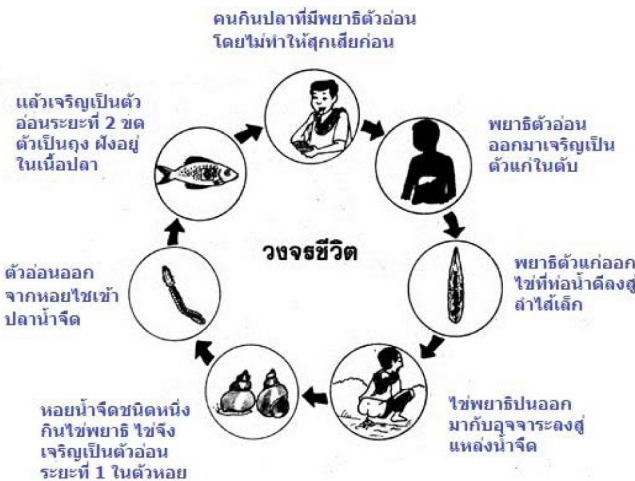 คนกินปลาที่มีพยาธิตัวอ่อน
โดยไม่ทำให้สุกเสียก่อน
พยาธิตัวอ่อน
ออกมาเจริญเป็น
ตัวแก่ในตับ
พยาธิตัวแก่ออก
ไข่ที่ท่อน้ำดีลงสู่
ลำไส้เล็ก
ไข่พยาธิปนออก
มากับอุจจาระลงสู่
แหล่งน้ำจืด
หอยน้ำจืดชนิดหนึ่ง
กินไข่พยาธิ ไข่จึง
เจริญเป็นตัวอ่อน
ระยะที่ 1 ในตัวหอย
ตัวอ่อนออก
จากหอยไชเข้า
ปลาน้ำจืด
แล้วเจริญเป็นตัว
อ่อนระยะที่ 2 ขด
ตัวเป็นถุง ฝังอยู่
ในเนื้อปลา
วงจรชีวิต